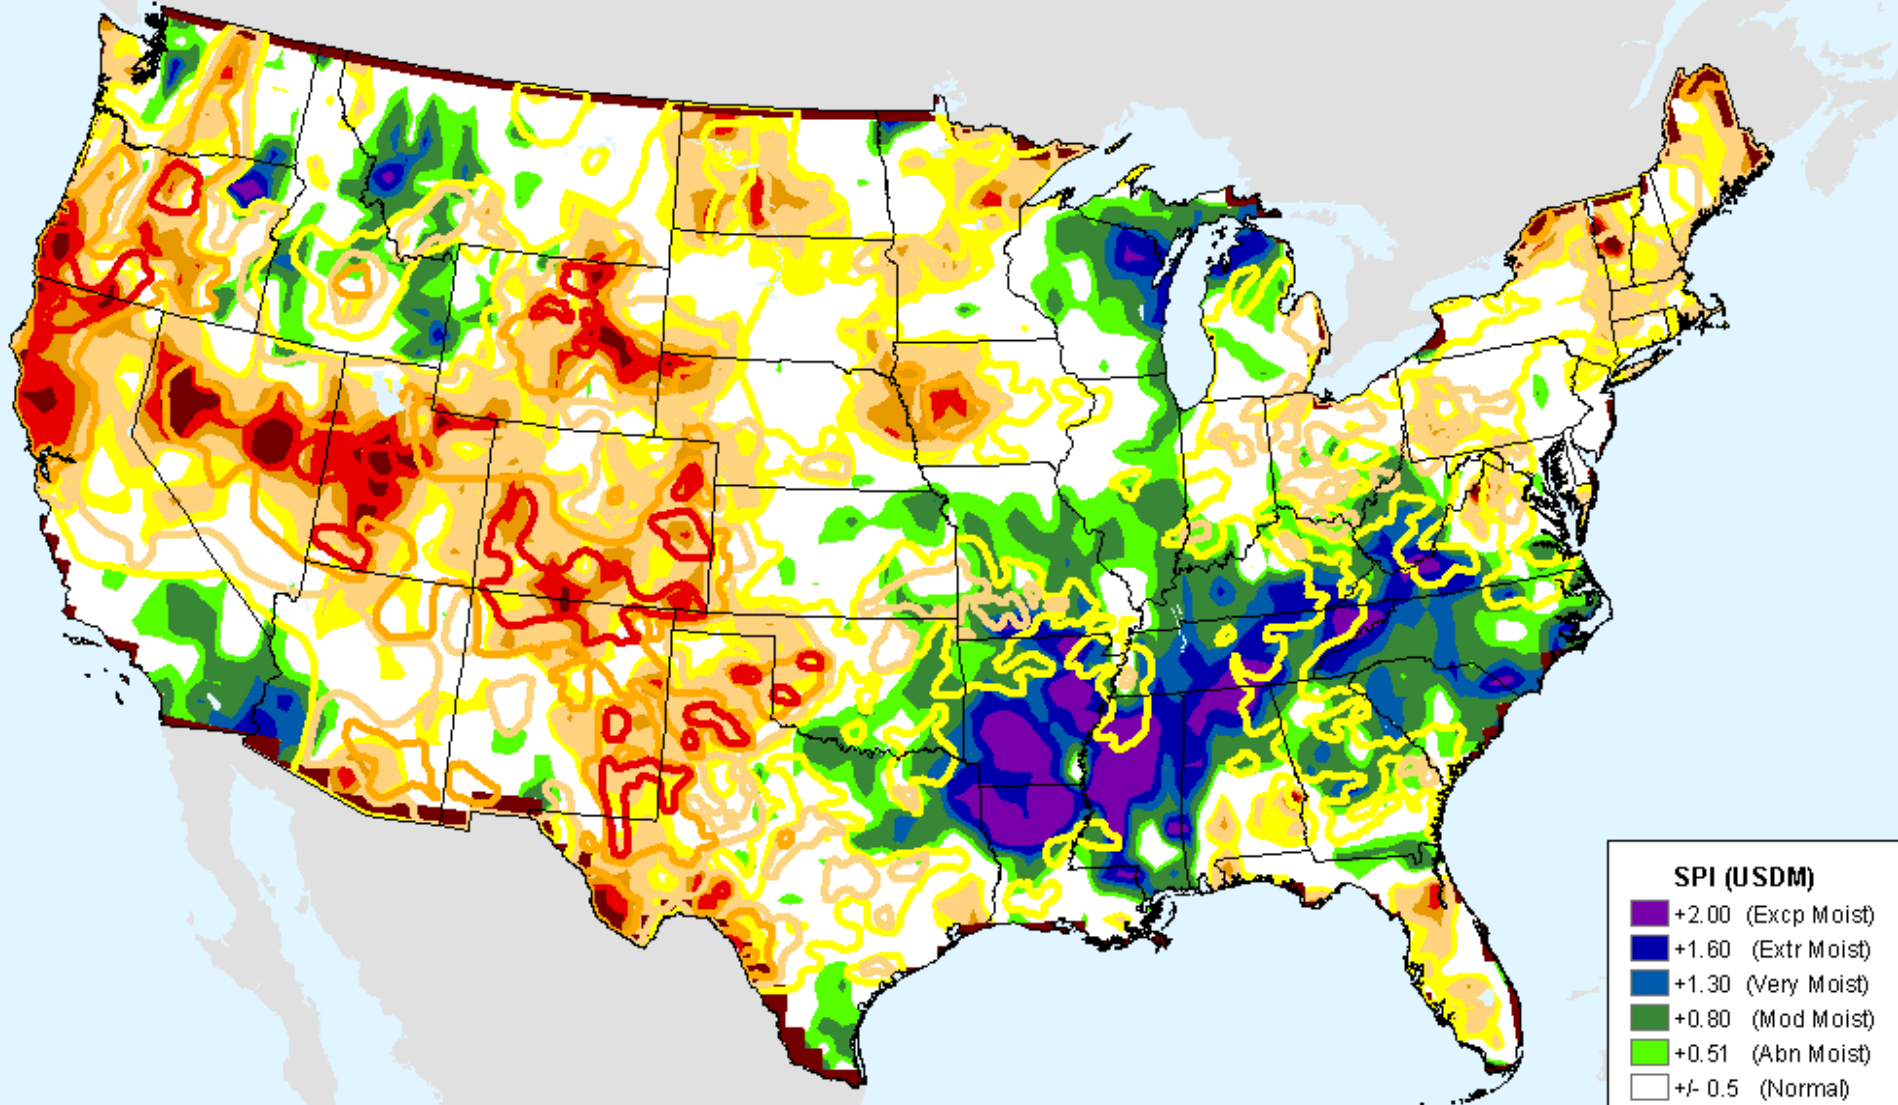 SPI (USDM)
+2.00 (Excp Moist)
+1.60 (Extr Moist)
+1.30 (Very Moist)
+0.80 (Mod Moist)
+0.51 (Abn Moist)
+/- 0.5 (Normal)